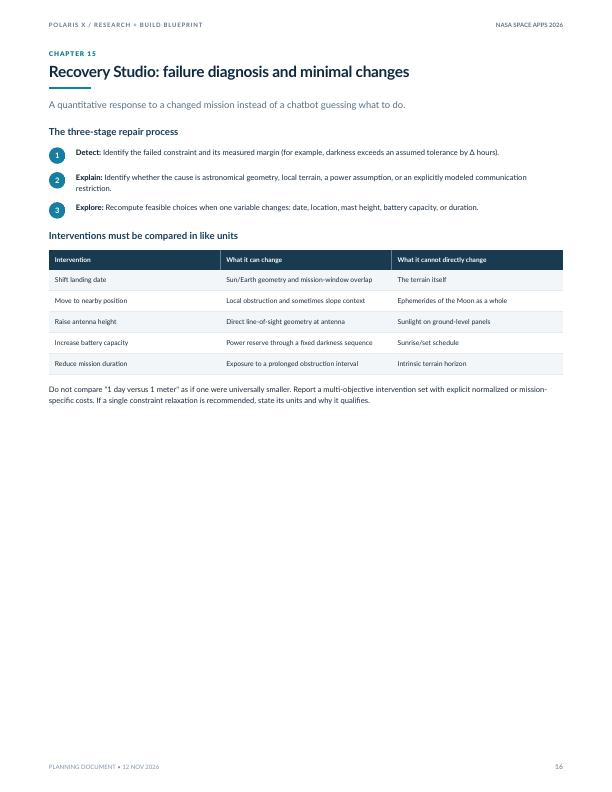 POLARIS X / RESEARCH + BUILD BLUEPRINT
NASA SPACE APPS 2026
CHAPTER 15
Recovery Studio: failure diagnosis and minimal changes
A quantitative response to a changed mission instead of a chatbot guessing what to do.
The three-stage repair process
1 Detect: Identify the failed constraint and its measured margin (for example, darkness exceeds an assumed tolerance by Δ hours).
2 Explain: Identify whether the cause is astronomical geometry, local terrain, a power assumption, or an explicitly modeled communication
restriction.
3 Explore: Recompute feasible choices when one variable changes: date, location, mast height, battery capacity, or duration.
Interventions must be compared in like units
Intervention What it can change What it cannot directly change
Shift landing date Sun/Earth geometry and mission-window overlap The terrain itself
Move to nearby position Local obstruction and sometimes slope context Ephemerides of the Moon as a whole
Raise antenna height Direct line-of-sight geometry at antenna Sunlight on ground-level panels
Increase battery capacity Power reserve through a fixed darkness sequence Sunrise/set schedule
Reduce mission duration Exposure to a prolonged obstruction interval Intrinsic terrain horizon
Do not compare "1 day versus 1 meter" as if one were universally smaller. Report a multi-objective intervention set with explicit normalized or mission-
specific costs. If a single constraint relaxation is recommended, state its units and why it qualifies.
PLANNING DOCUMENT • 12 NOV 2026
16